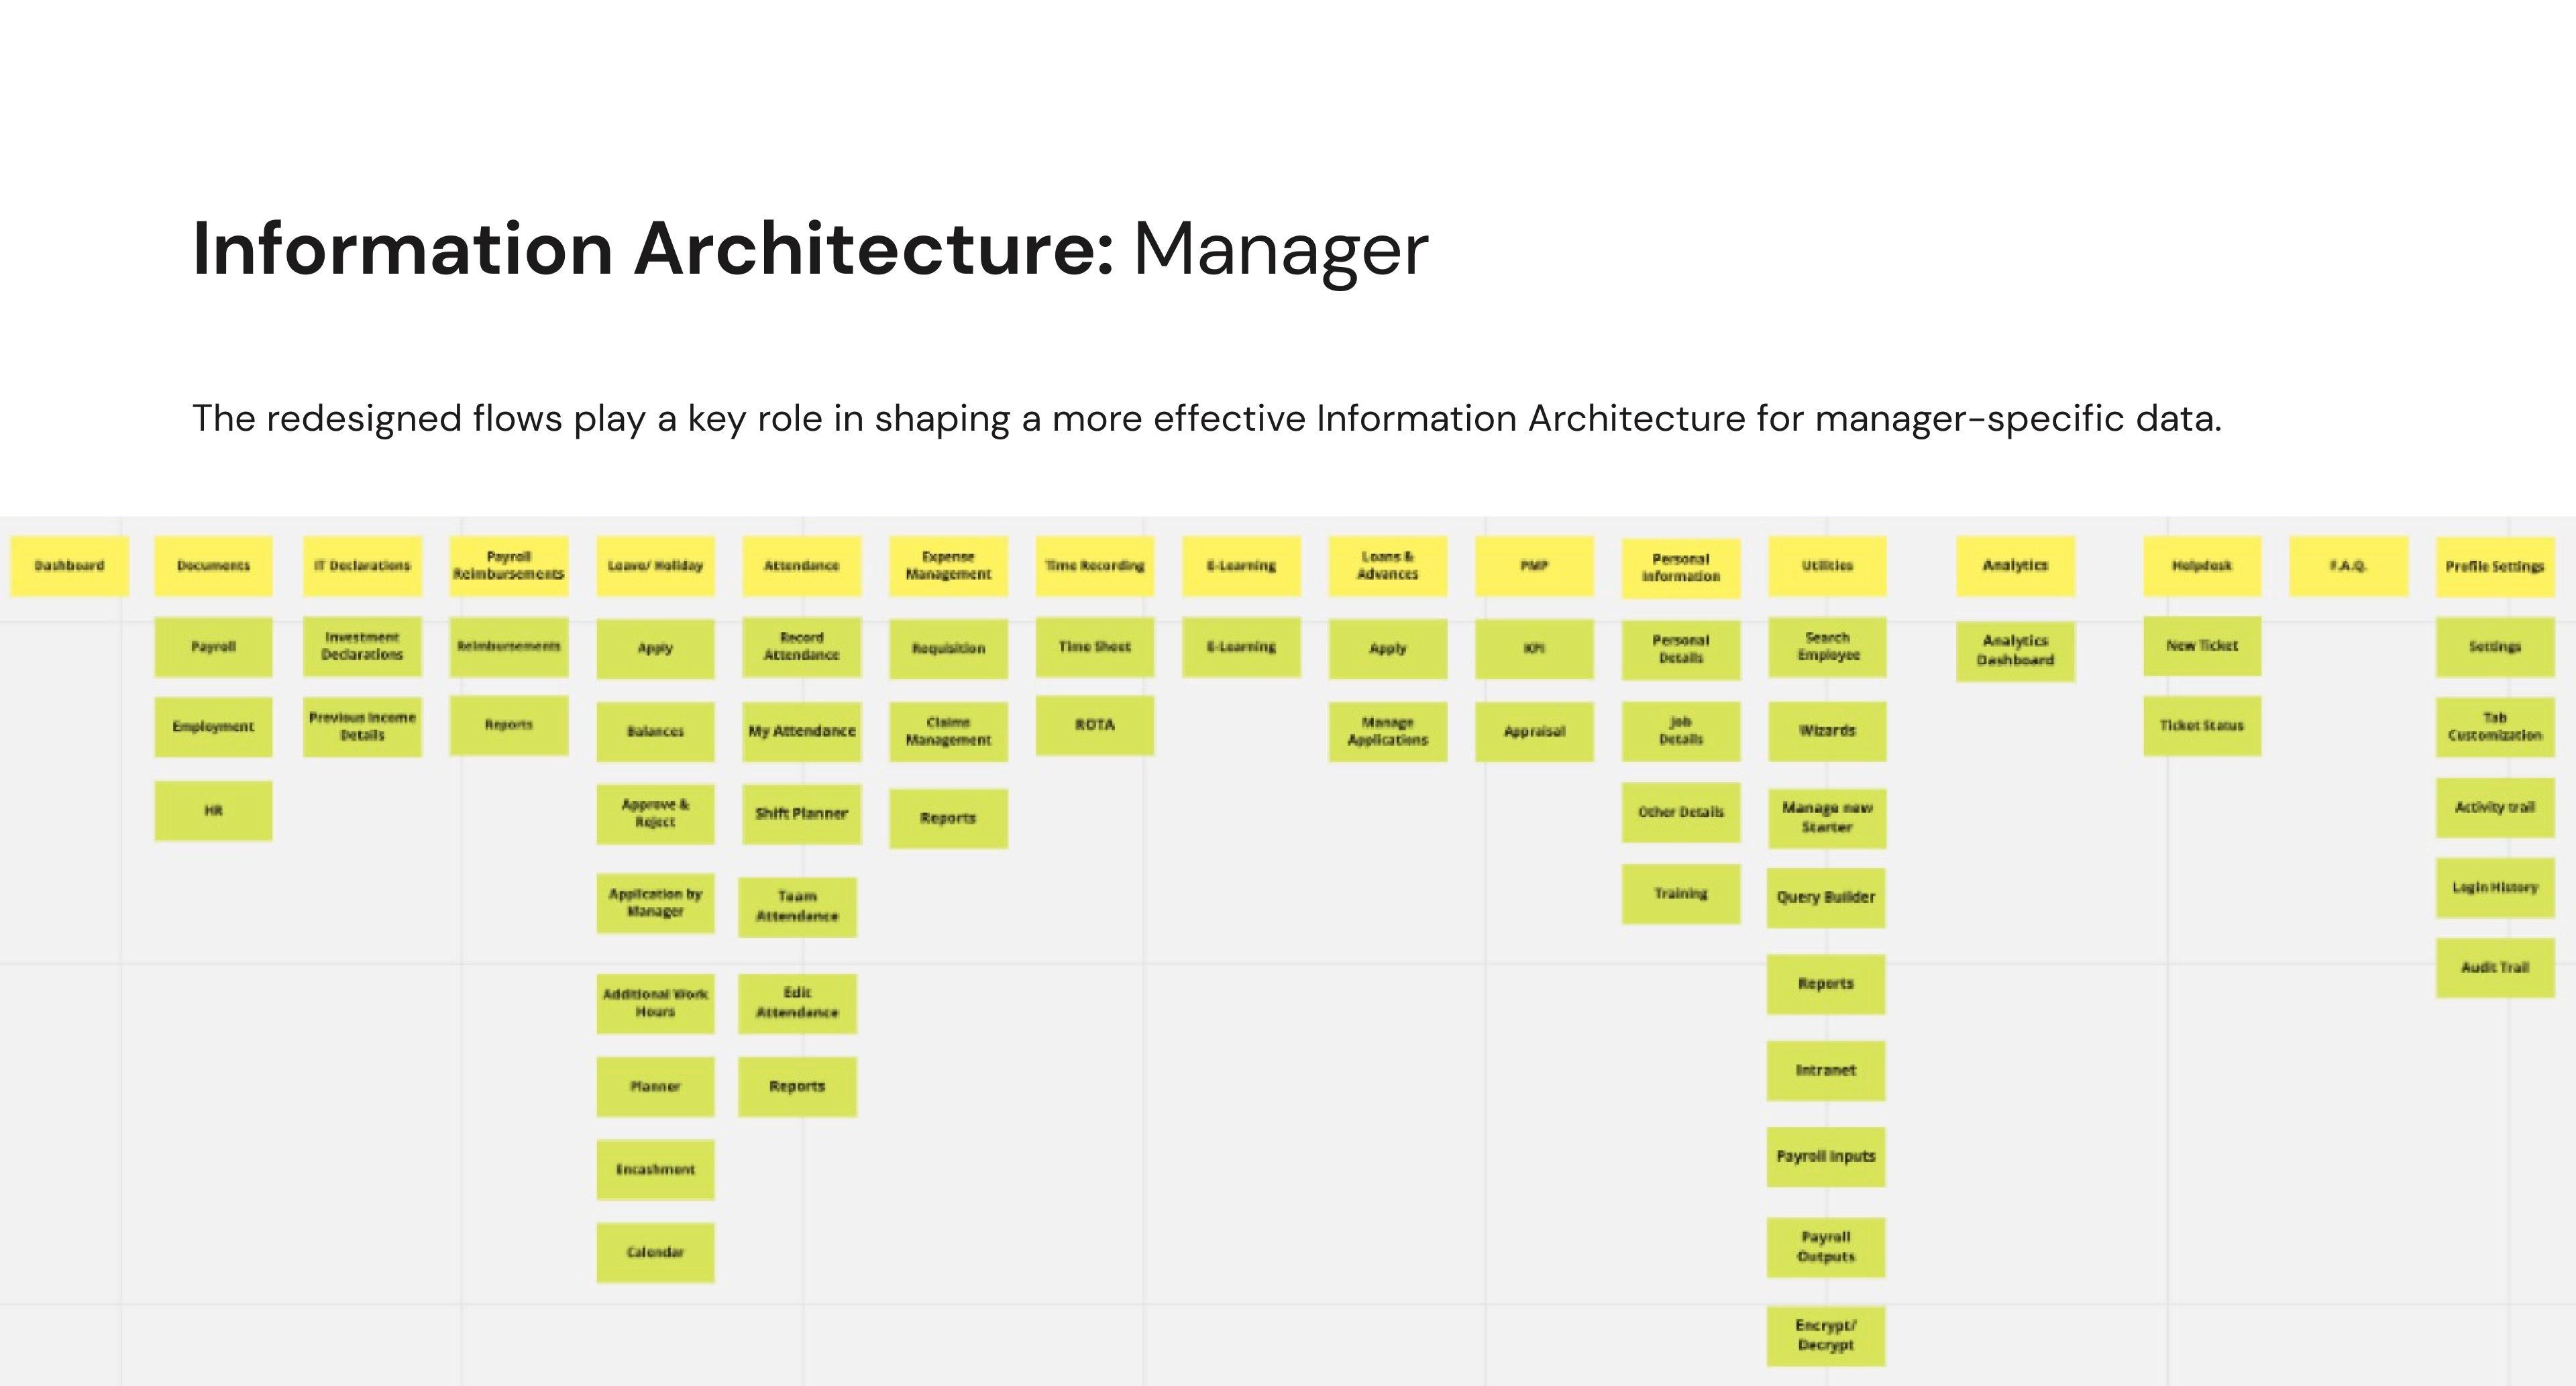 Information Architecture: Manager
The redesigned flows play a key role in shaping a more effective Information Architecture for manager-specific data.
Dashboard
Documents
Payroll
Employment
HR
IT Declarations
Investment
Declarations
Previous Income
Details
Payroll
Reimbursements
Reimbursements
Reports
Leave/ Holiday
Apply
Balances
Approve &
Reject
Application by
Manager
Additional Work
Hours
Planner
Encashment
Calendar
Attendance
Record
Attendance
My Attendance
Shift Planner
Team
Attendance
Edit
Attendance
Reports
Expense
Management
Requisition
Claims
Management
Reports
Time Recording
Time Sheet
ROTA
E-Learning
E-Learning
Loans &
Advances
Apply
Manage
Applications
PMP
KPI
Appraisal
Personal
Information
Personal
Details
Job
Details
Other Details
Training
Utilities
Search
Employee
Wizards
Manage new
Starter
Query Builder
Reports
Intranet
Payroll Inputs
Payroll
Outputs
Encrypt/
Decrypt
Analytics
Analytics
Dashboard
Helpdesk
New Ticket
Ticket Status
F.A.Q.
Profile Settings
Settings
Tab
Customization
Activity trail
Login History
Audit Trail